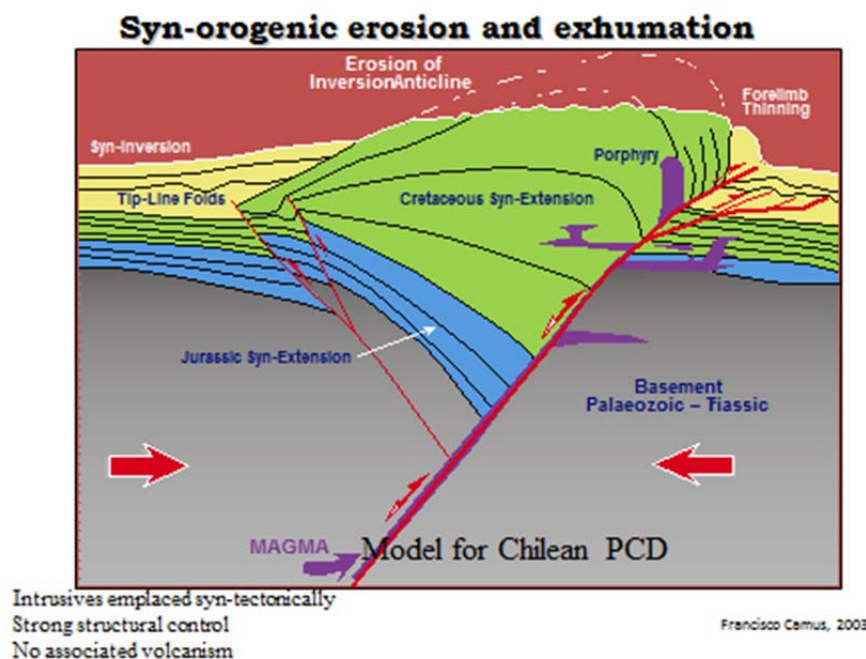 Syn-orogenic erosion and exhumation
Erosion of
Inversion Anticline
Forelimb
Thinning
Syn-Inversion
Porphyry
Tip-Line Folds
Cretaceous Syn-Extension
Jurassic Syn-Extension
Basement
Palaeozoic – Tiassic
MAGMA
Model for Chilean PCD
Intrusives emplaced syn-tectonically
Strong structural control
No associated volcanism
Francisco Camus, 2003